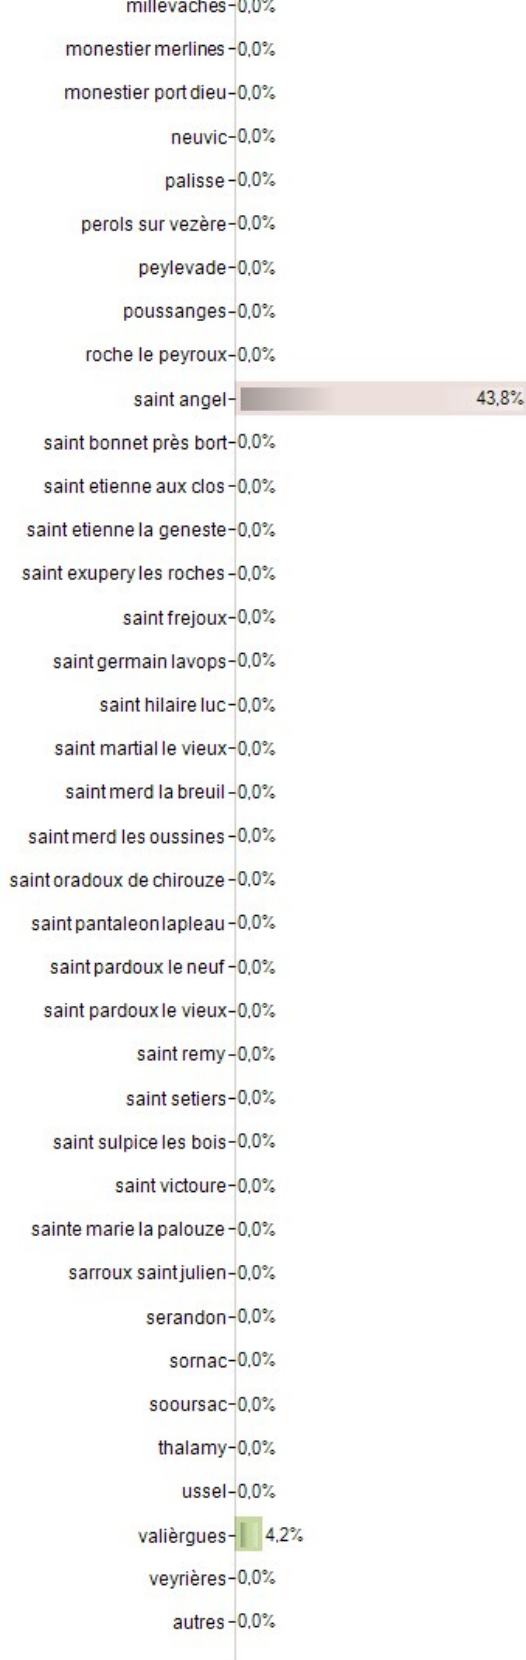 millevaches 0,0%
monestier merlines 0,0%
monestier port dieu 0,0%
neuvic 0,0%
palisse 0,0%
perols sur vezère 0,0%
peylevade 0,0%
poussanges 0,0%
roche le peyroux 0,0%
saint angel 43,8%
saint bonnet près bort 0,0%
saint etienne aux clos 0,0%
saint etienne la geneste 0,0%
saint exupery les roches 0,0%
saint frejoux 0,0%
saint germain lavops 0,0%
saint hilaire luc 0,0%
saint martial le vieux 0,0%
saint merd la breuil 0,0%
saint merd les oussines 0,0%
saint oradoux de chirouze 0,0%
saint pantaleon lapleau 0,0%
saint pardoux le neuf 0,0%
saint pardoux le vieux 0,0%
saint remy 0,0%
saint setiers 0,0%
saint sulpice les bois 0,0%
saint victoure 0,0%
sainte marie la palouze 0,0%
sarroux saint julien 0,0%
serandon 0,0%
sornac 0,0%
sooursac 0,0%
thalamy 0,0%
ussel 0,0%
valièrgues 4,2%
veyrières 0,0%
autres 0,0%